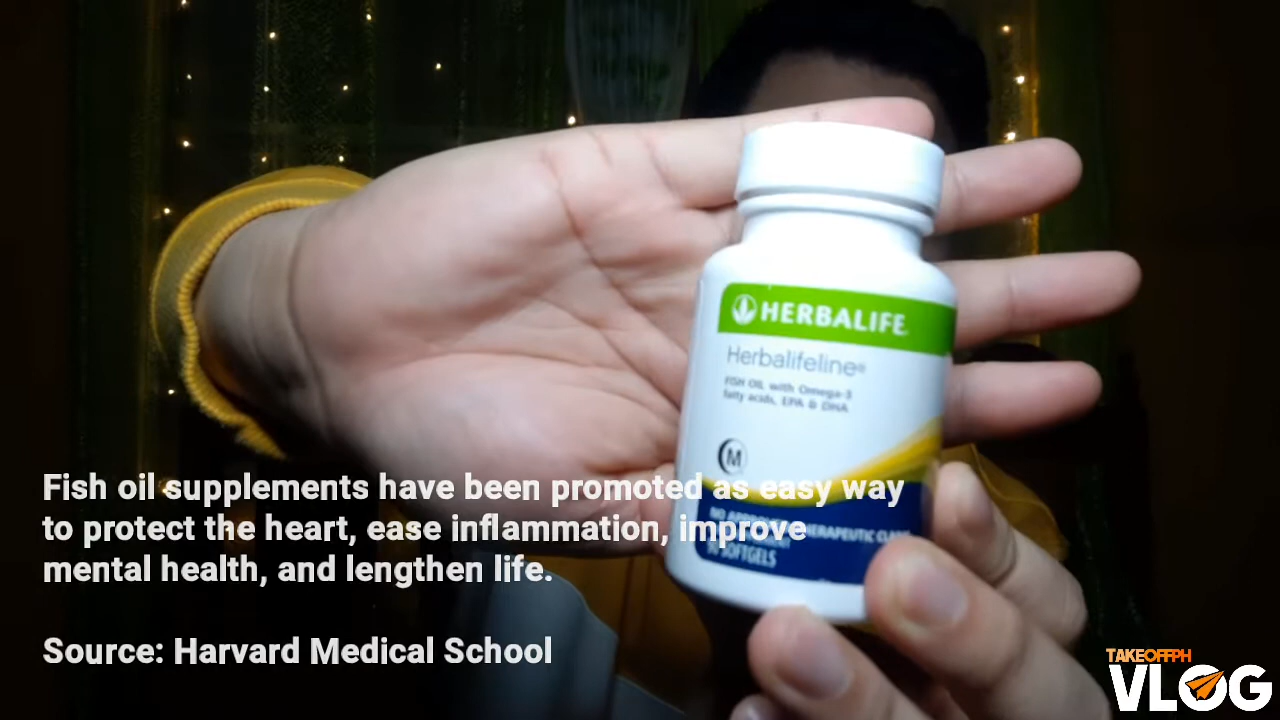 HERBALIFE
Herbalifeline®
FISH OIL with Omega-3
fatty acids, EPA & DHA
M
Fish oil supplements have been promoted as easy way
to protect the heart, ease inflammation, improve
mental health, and lengthen life.
NO THERAPEUTIC
SOFTGELS
Source: Harvard Medical School
TAKEOFFPH
VLOG